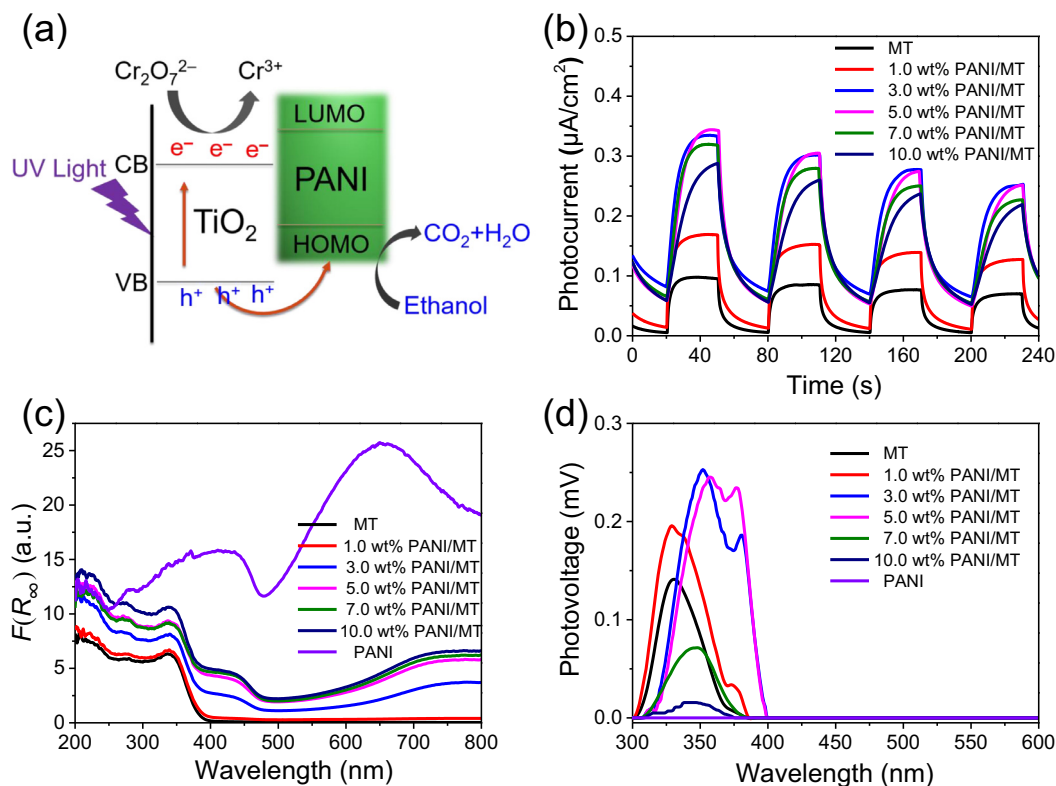 (a)
Cr₂O₇²⁻ Cr³⁺
LUMO
e⁻ e⁻ e⁻
CB
UV Light
PANI
TiO₂
HOMO
CO₂+H₂O
VB
h⁺ h⁺ h⁺
Ethanol
(b)
0.5
0.4
0.3
0.2
0.1
0.0
Photocurrent (µA/cm²)
MT
1.0 wt% PANI/MT
3.0 wt% PANI/MT
5.0 wt% PANI/MT
7.0 wt% PANI/MT
10.0 wt% PANI/MT
0 40 80 120 160 200 240
Time (s)
(c)
25
20
15
10
5
0
F(R∞) (a.u.)
MT
1.0 wt% PANI/MT
3.0 wt% PANI/MT
5.0 wt% PANI/MT
7.0 wt% PANI/MT
10.0 wt% PANI/MT
PANI
200 300 400 500 600 700 800
Wavelength (nm)
(d)
0.3
0.2
0.1
0.0
Photovoltage (mV)
MT
1.0 wt% PANI/MT
3.0 wt% PANI/MT
5.0 wt% PANI/MT
7.0 wt% PANI/MT
10.0 wt% PANI/MT
PANI
300 350 400 450 500 550 600
Wavelength (nm)